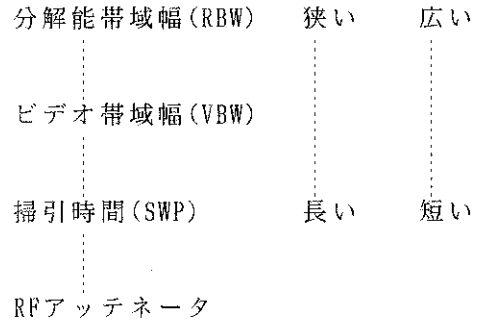 分解能帯域幅(RBW) 狭い 広い
ビデオ帯域幅(VBW)
掃引時間(SWP) 長い 短い
RFアッテネータ